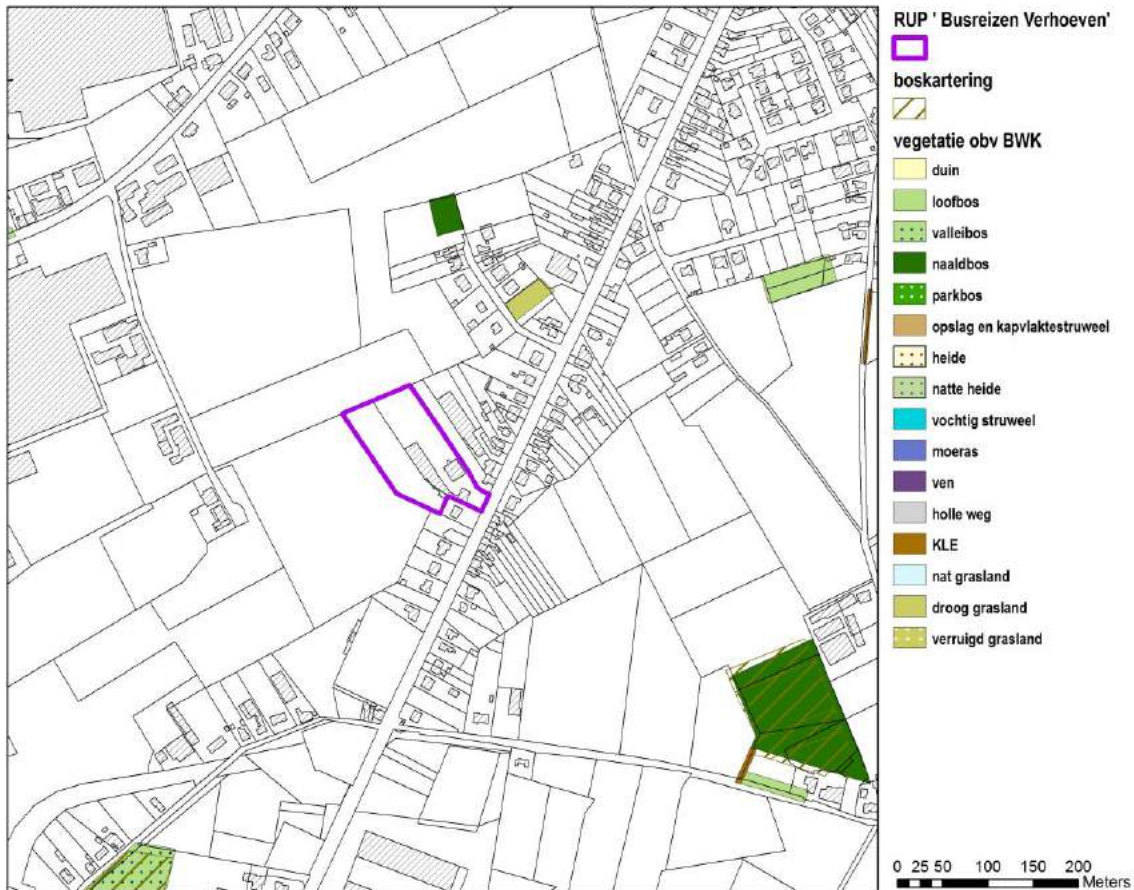 RUP ' Busreizen Verhoeven'
boskartering
vegetatie obv BWK
duin
loofbos
valleibos
naaldbos
parkbos
opslag en kapvlaktestruweel
heide
natte heide
vochtig struweel
moeras
ven
holle weg
KLE
nat grasland
droog grasland
verruigd grasland
0 25 50 100 150 200
Meters